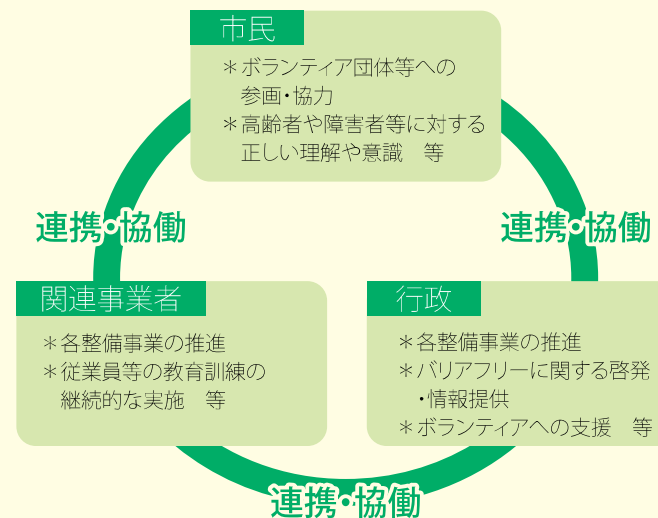 市民
＊ボランティア団体等への
参画・協力
＊高齢者や障害者等に対する
正しい理解や意識　等
連携・協働
連携・協働
関連事業者
＊各整備事業の推進
＊従業員等の教育訓練の
継続的な実施　等
行政
＊各整備事業の推進
＊バリアフリーに関する啓発
・情報提供
＊ボランティアへの支援　等
連携・協働